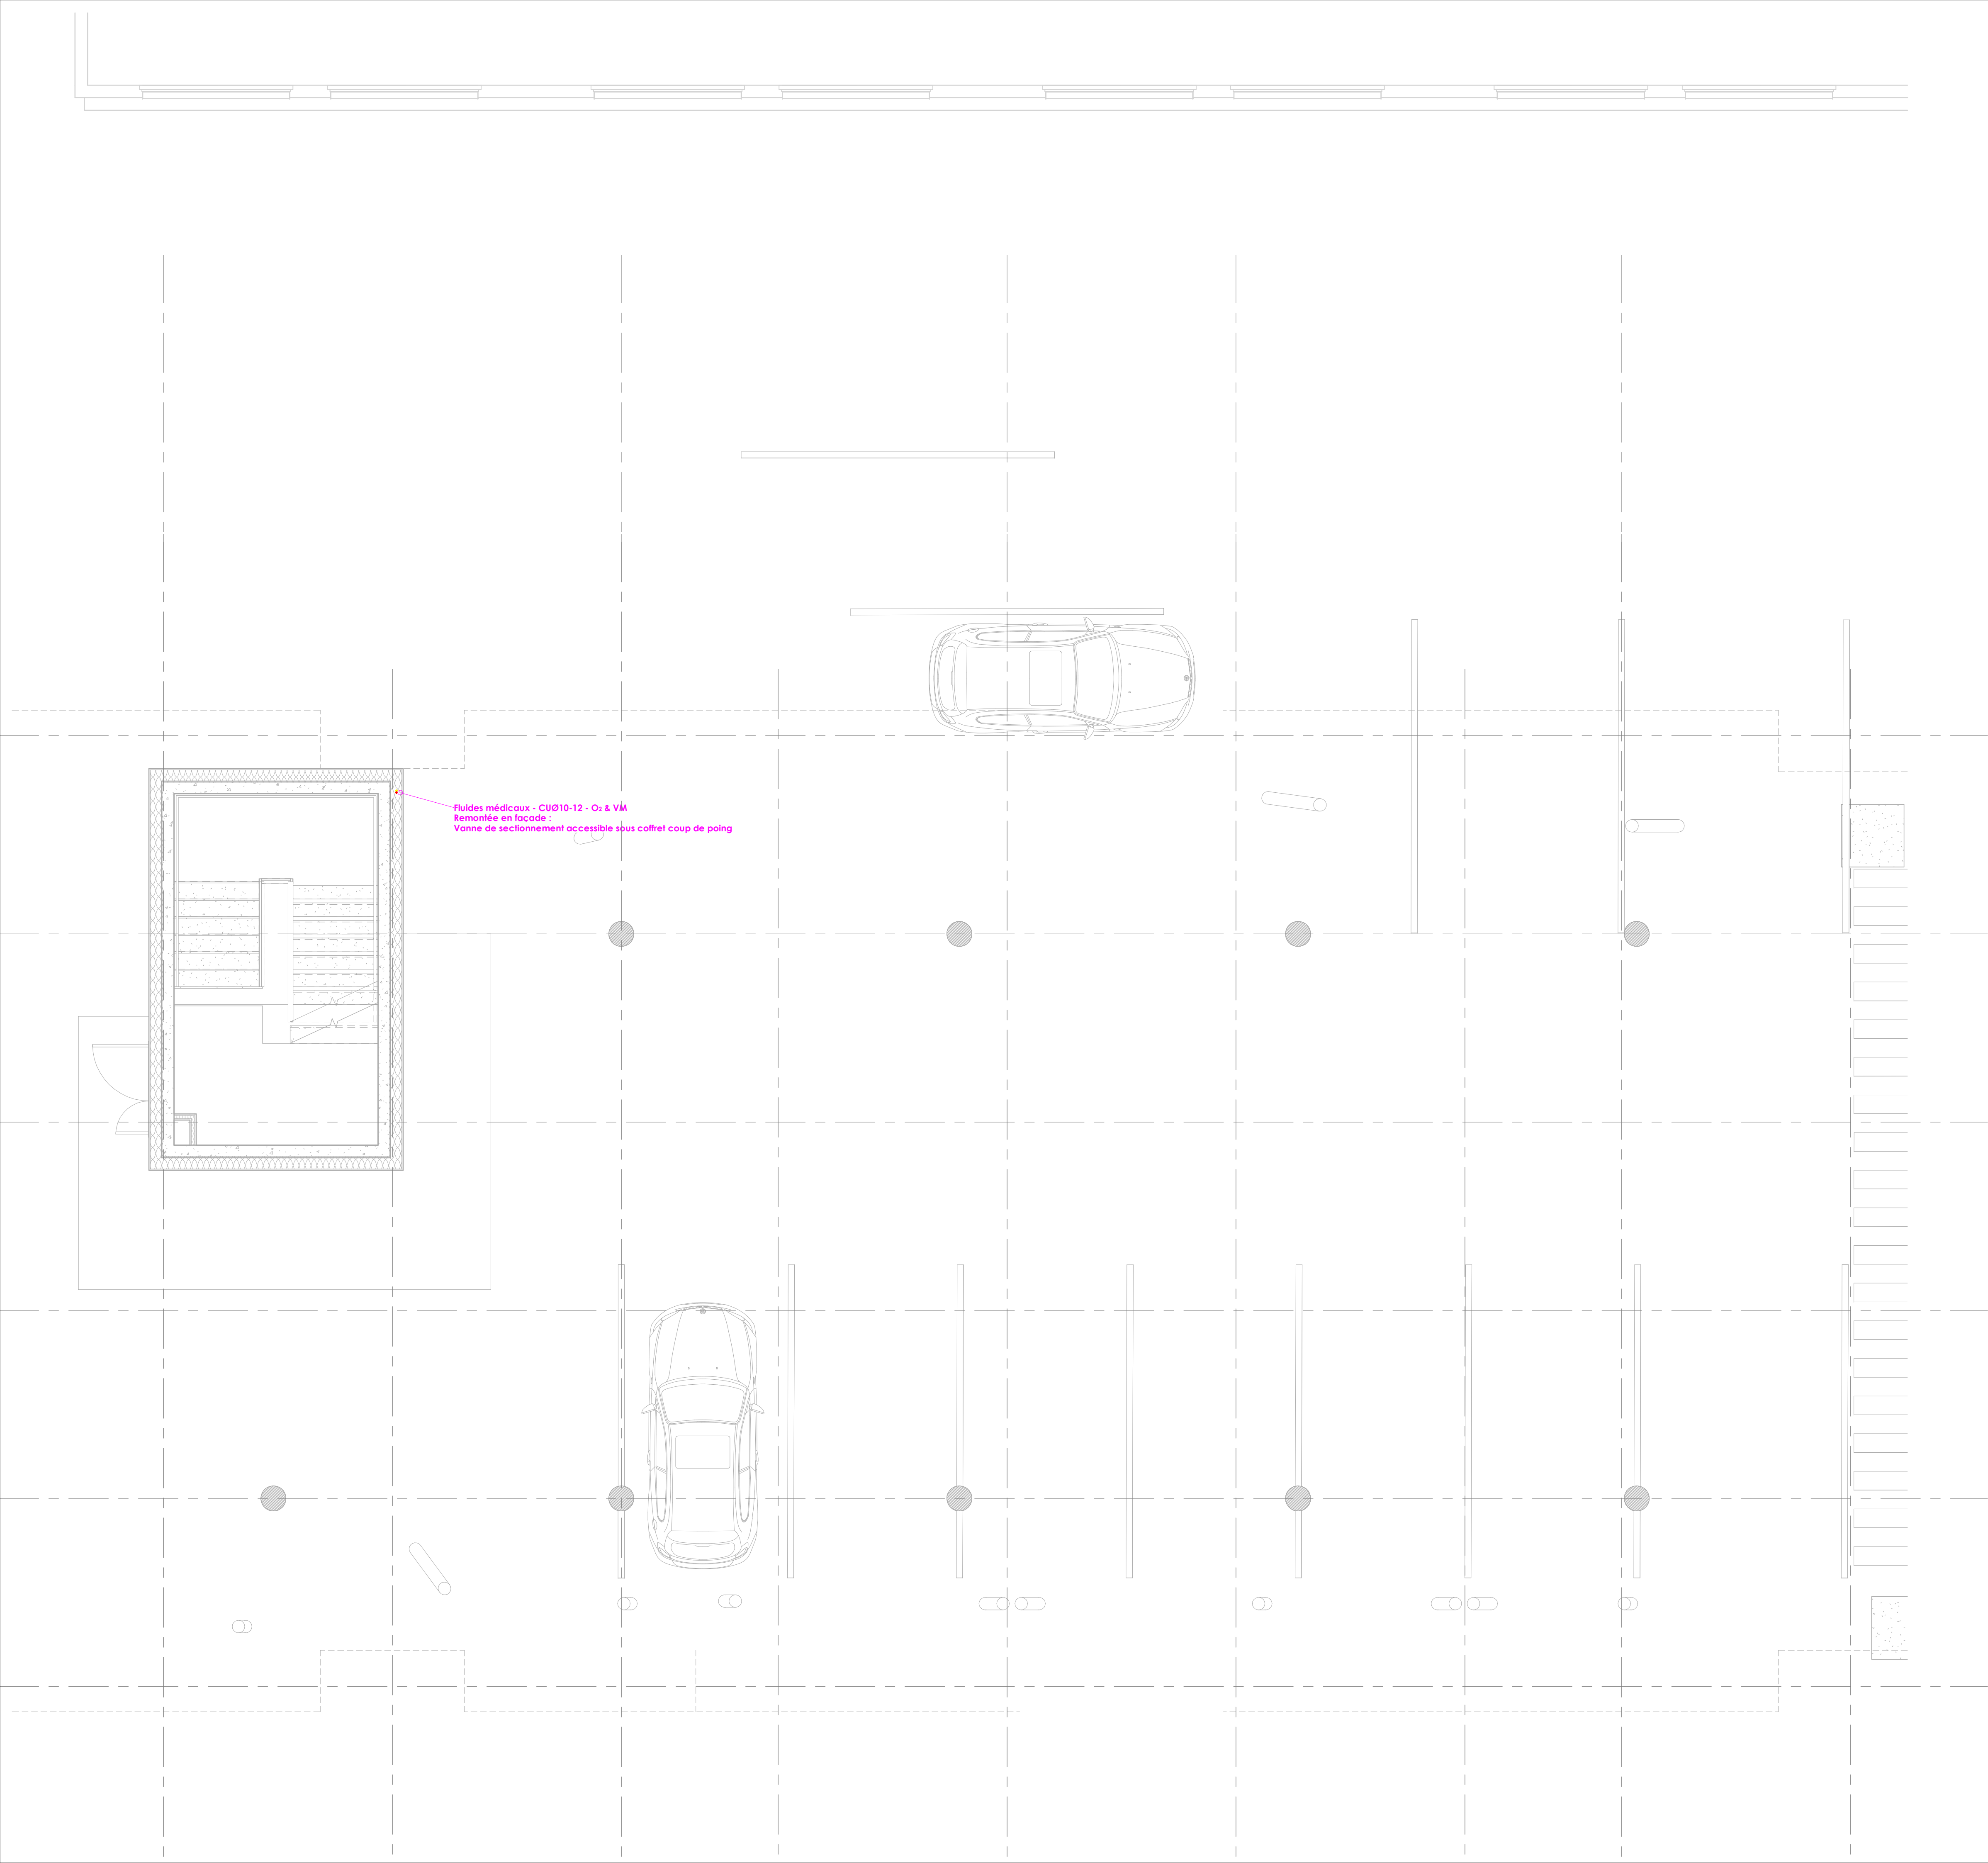 Fluides médicaux - CUØ10-12 - O₂ & VM
Remontée en façade :
Vanne de sectionnement accessible sous coffret coup de poing